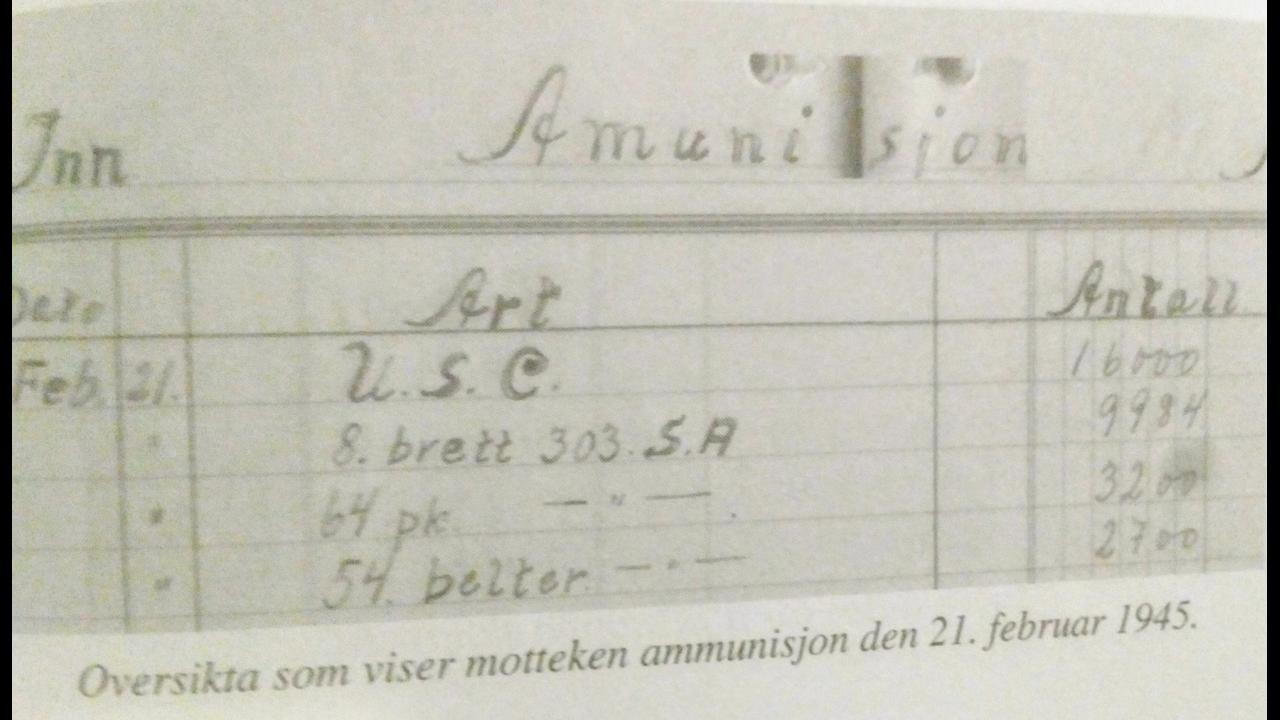 Inn Amunisjon
Dato Art Antall
Feb. 21. U.S.C. 16000
" 8. brett 303. S.A 9984
" 64 pk — " — 3200
" 54. belter — " — 2700
Oversikta som viser motteken ammunisjon den 21. februar 1945.